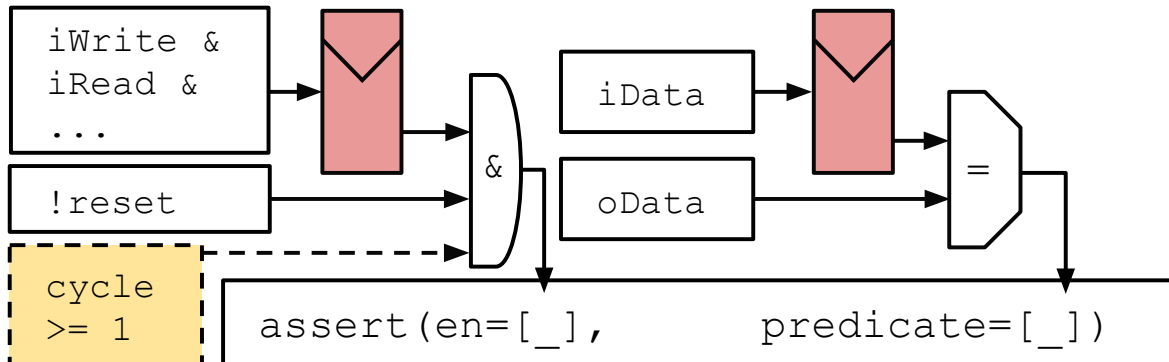 iWrite &
iRead &
...
!reset
cycle
>= 1
&
iData
oData
=
assert(en=[_], predicate=[_])